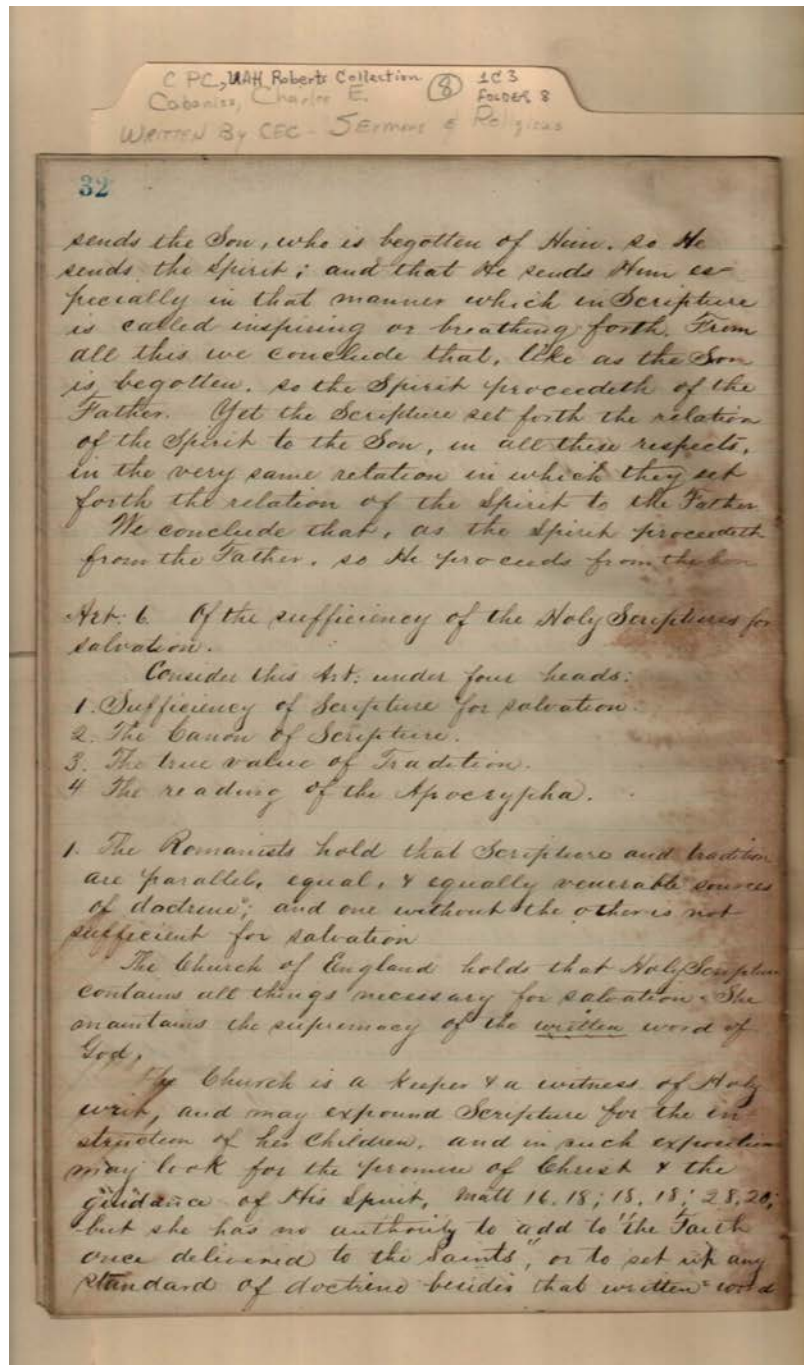 C PC, UAH Roberts Collection ⑧ 1C3
Cabaniss, Charles E. FOLDER 8
WRITTEN By CEC - SErmons & Religious
32
sends the Son, who is begotten of Him, so He
sends the Spirit; and that He sends Him es-
pecially in that manner which in Scripture
is called inspiring or breathing forth. From
all this we conclude that, like as the Son
is begotten, so the Spirit proceedeth of the
Father. Yet the Scripture set forth the relation
of the Spirit to the Son, in all these respects,
in the very same relation in which they set
forth the relation of the Spirit to the Father
We conclude that, as the Spirit proceedeth
from the Father, so He proceeds from the Son
Art: 6. Of the sufficiency of the Holy Scriptures for
salvation.
Consider this Art: under four heads:
1. Sufficiency of Scripture for salvation.
2. The Canon of Scripture.
3. The true value of Tradition.
4 The reading of the Apocrypha.
1. The Romanists hold that Scripture and tradition
are parallel, equal, & equally venerable sources
of doctrine; and one without the other is not
sufficient for salvation
The Church of England holds that Holy Scripture
contains all things necessary for salvation. She
maintains the supremacy of the written word of
God,
Church is a keeper & a witness of Holy
writ, and may expound Scripture for the in-
struction of her Children, and in such exposition
may look for the promise of Christ & the
guidance of His Spirit, Matt 16.18; 18.18; 28.20;
but she has no authority to add to "the Faith
once delivered to the Saints", or to set up any
standard of doctrine besides that written word